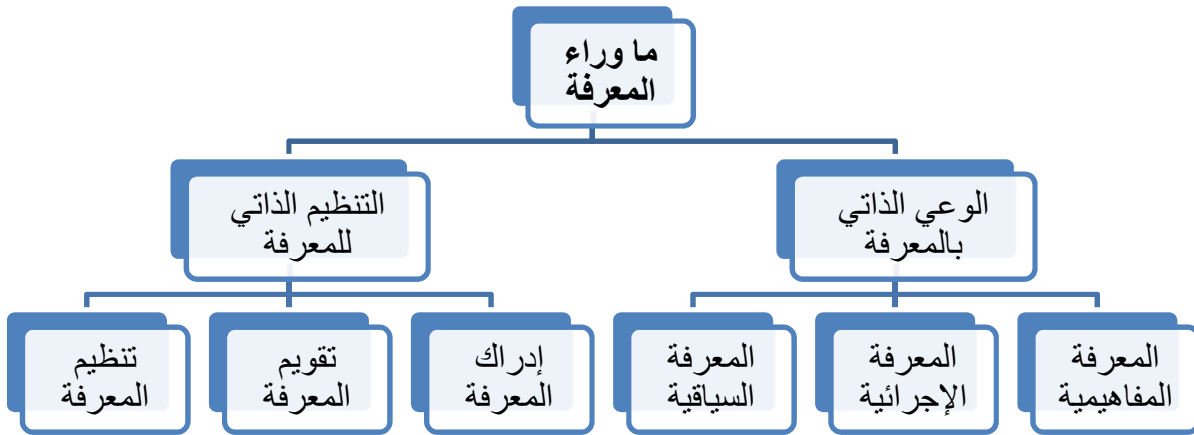 ما وراء
المعرفة
الوعي الذاتي
بالمعرفة
التنظيم الذاتي
للمعرفة
المعرفة
المفاهيمية
المعرفة
الإجرائية
المعرفة
السياقية
إدراك
المعرفة
تقويم
المعرفة
تنظيم
المعرفة